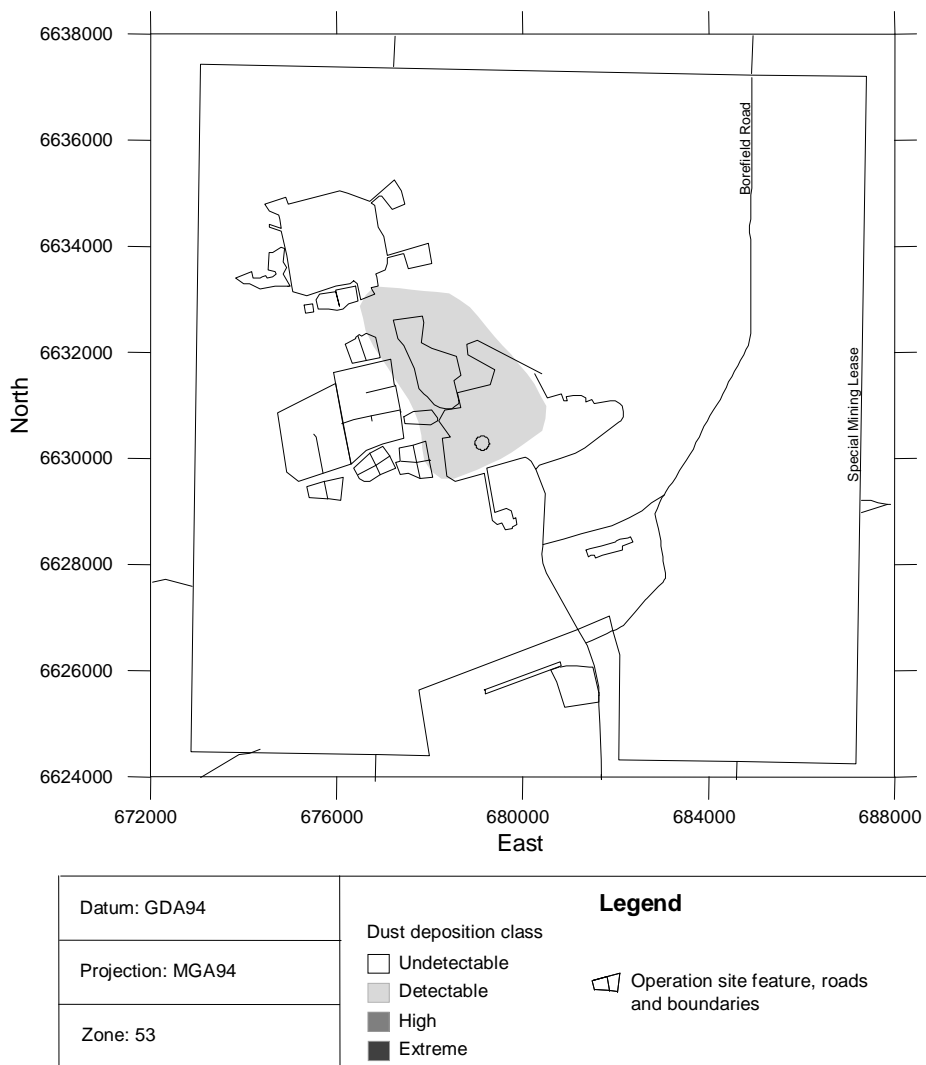 6638000
6636000
6634000
6632000
6630000
6628000
6626000
6624000
North
Borefield Road
Special Mining Lease
672000 676000 680000 684000 688000
East
Datum: GDA94
Projection: MGA94
Zone: 53
Legend
Dust deposition class
Undetectable
Detectable
High
Extreme
Operation site feature, roads
and boundaries